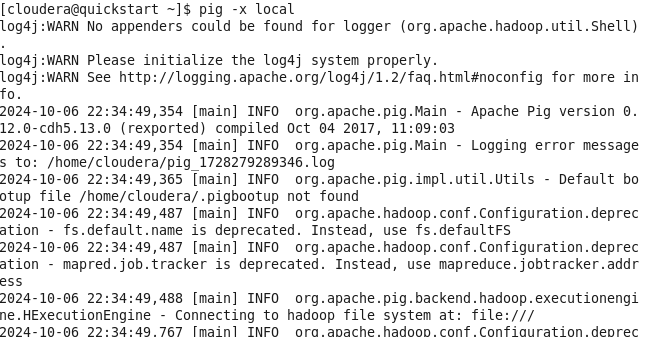 [cloudera@quickstart ~]$ pig -x local
log4j:WARN No appenders could be found for logger (org.apache.hadoop.util.Shell)
.
log4j:WARN Please initialize the log4j system properly.
log4j:WARN See http://logging.apache.org/log4j/1.2/faq.html#noconfig for more in
fo.
2024-10-06 22:34:49,354 [main] INFO  org.apache.pig.Main - Apache Pig version 0.
12.0-cdh5.13.0 (rexported) compiled Oct 04 2017, 11:09:03
2024-10-06 22:34:49,354 [main] INFO  org.apache.pig.Main - Logging error message
s to: /home/cloudera/pig_1728279289346.log
2024-10-06 22:34:49,365 [main] INFO  org.apache.pig.impl.util.Utils - Default bo
otup file /home/cloudera/.pigbootup not found
2024-10-06 22:34:49,487 [main] INFO  org.apache.hadoop.conf.Configuration.deprec
ation - fs.default.name is deprecated. Instead, use fs.defaultFS
2024-10-06 22:34:49,487 [main] INFO  org.apache.hadoop.conf.Configuration.deprec
ation - mapred.job.tracker is deprecated. Instead, use mapreduce.jobtracker.addr
ess
2024-10-06 22:34:49,488 [main] INFO  org.apache.pig.backend.hadoop.executionengi
ne.HExecutionEngine - Connecting to hadoop file system at: file:///
2024-10-06 22:34:49,767 [main] INFO  org.apache.hadoop.conf.Configuration.deprec